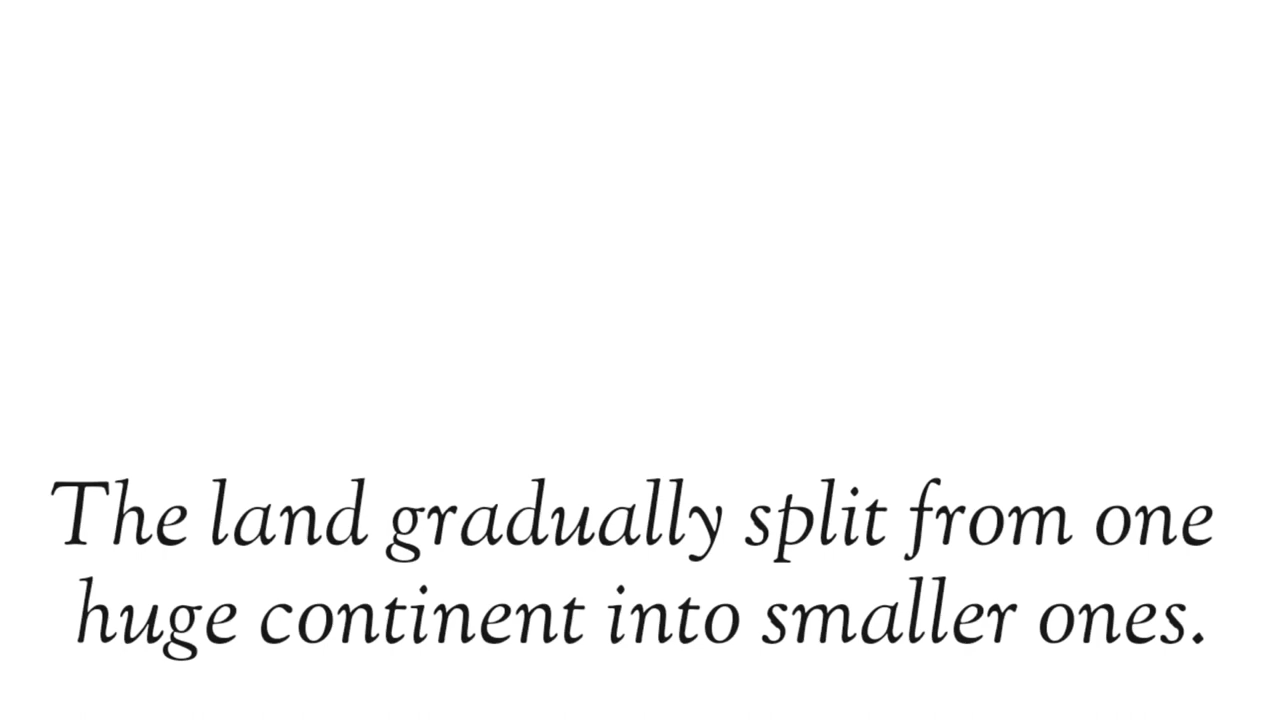 The land gradually split from one
huge continent into smaller ones.